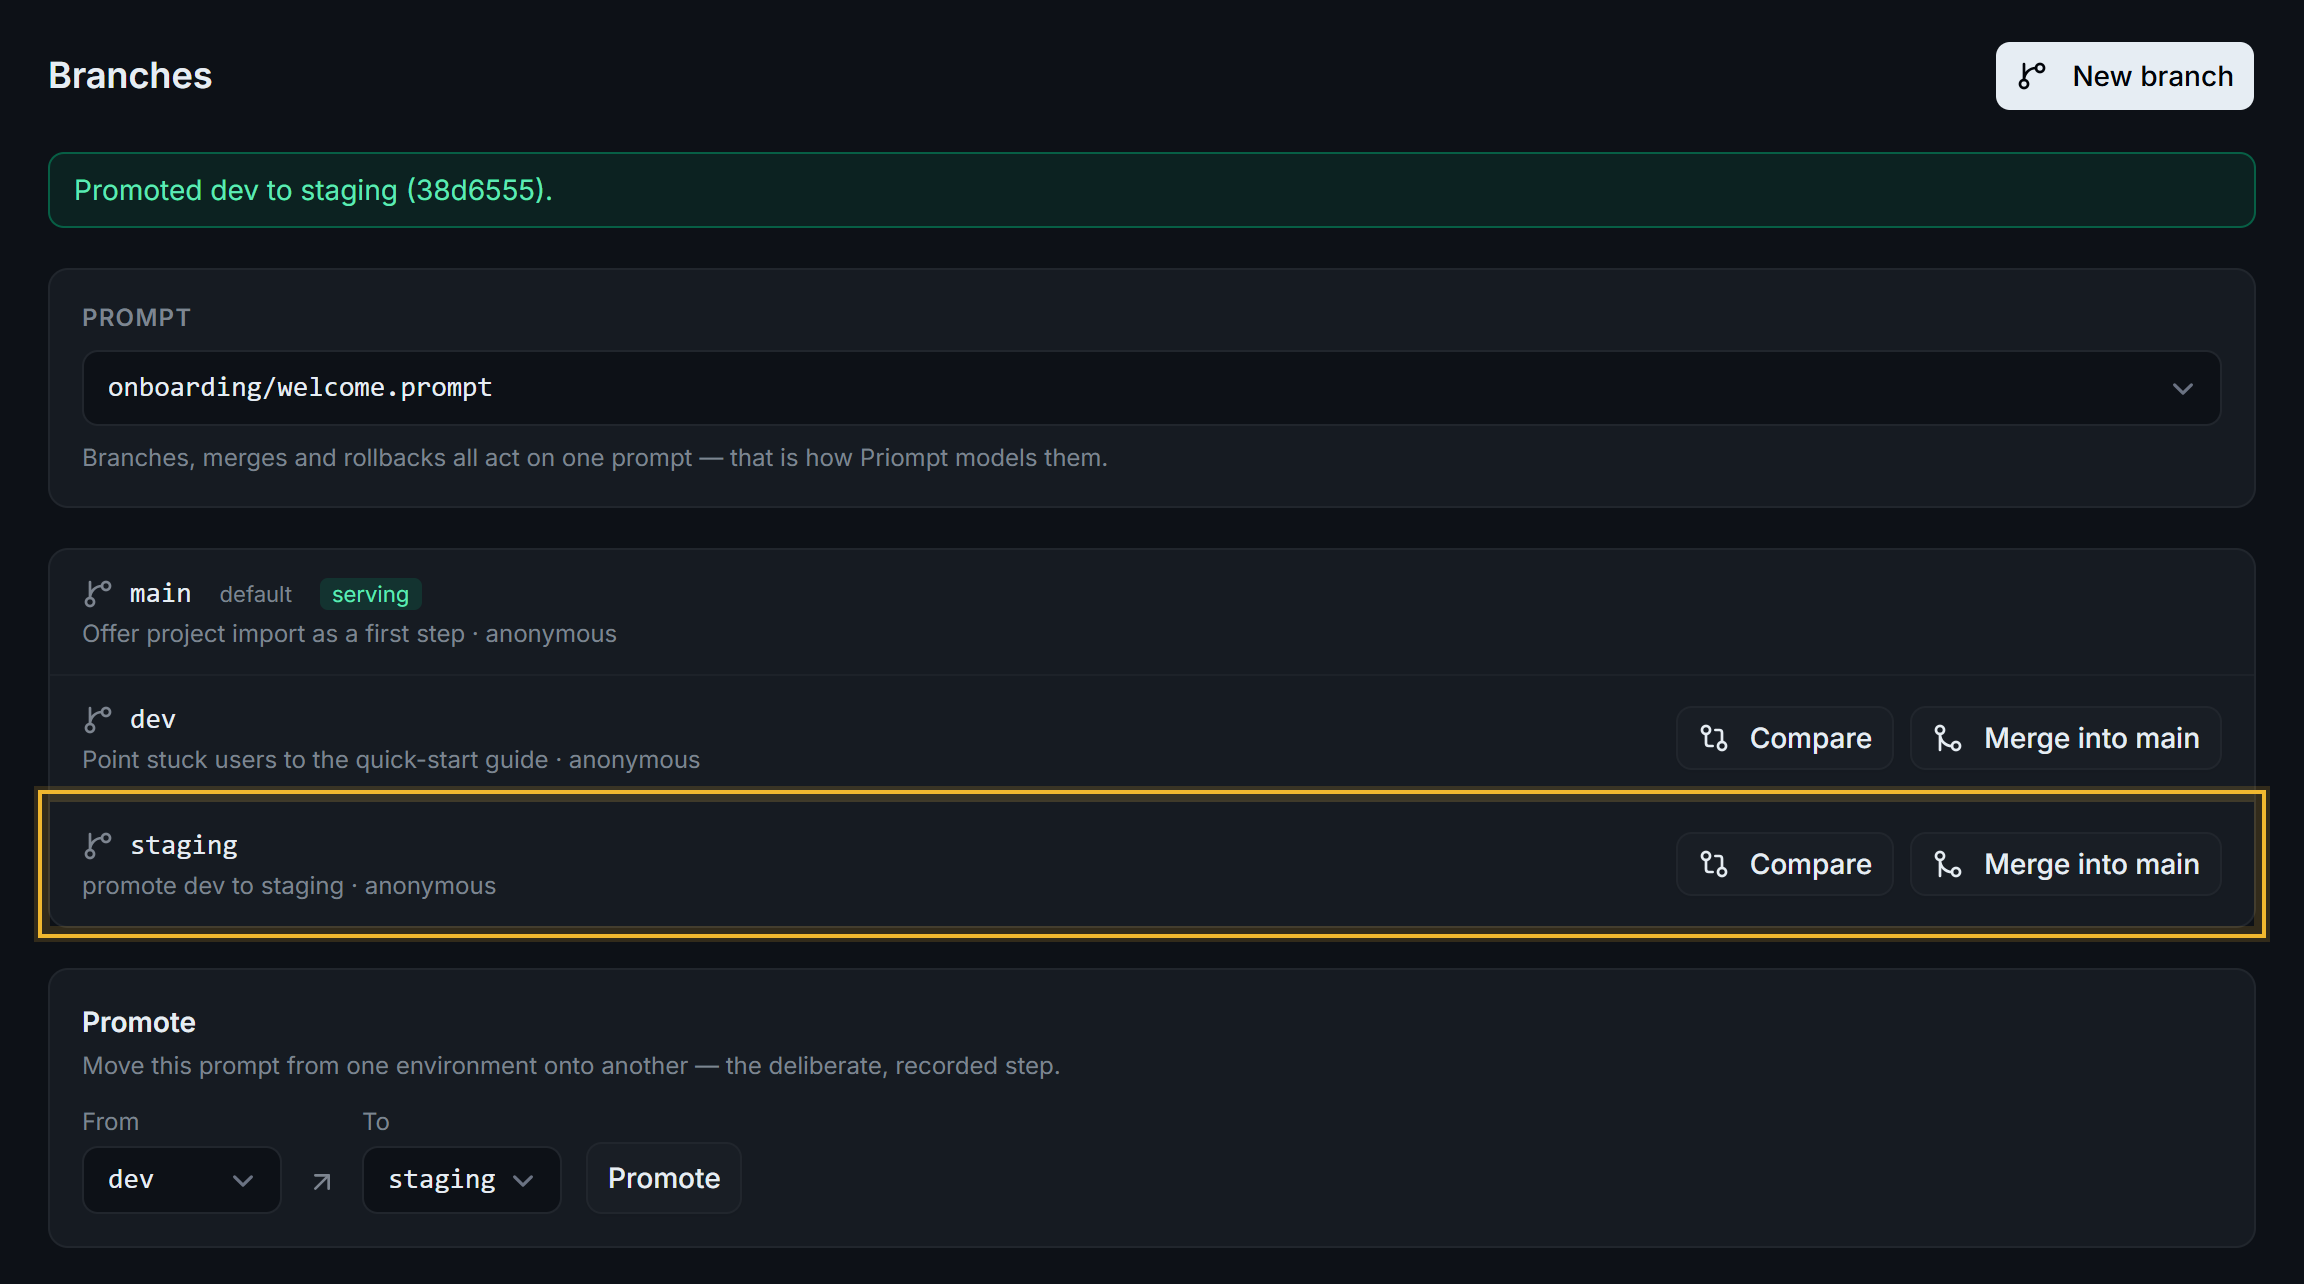 Branches
New branch
Promoted dev to staging (38d6555).
PROMPT
onboarding/welcome.prompt
Branches, merges and rollbacks all act on one prompt — that is how Priompt models them.
main default serving
Offer project import as a first step · anonymous
dev
Point stuck users to the quick-start guide · anonymous
Compare
Merge into main
staging
promote dev to staging · anonymous
Compare
Merge into main
Promote
Move this prompt from one environment onto another — the deliberate, recorded step.
From
To
dev
staging
Promote